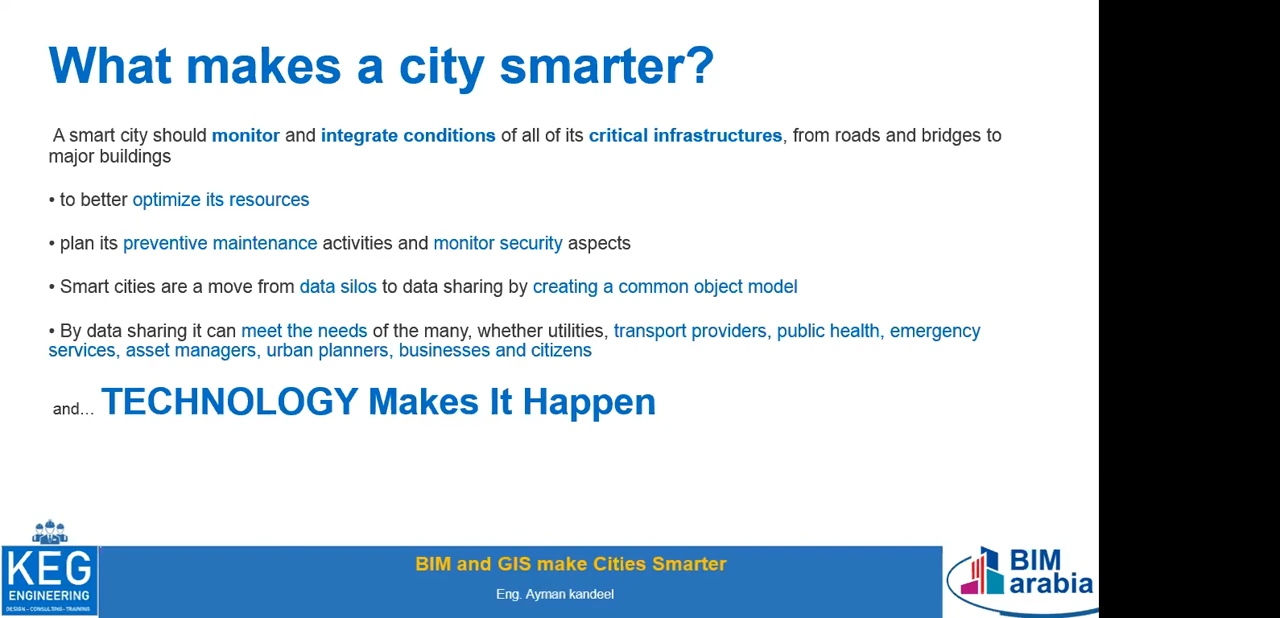 What makes a city smarter?
A smart city should monitor and integrate conditions of all of its critical infrastructures, from roads and bridges to
major buildings
• to better optimize its resources
• plan its preventive maintenance activities and monitor security aspects
• Smart cities are a move from data silos to data sharing by creating a common object model
• By data sharing it can meet the needs of the many, whether utilities, transport providers, public health, emergency
services, asset managers, urban planners, businesses and citizens
and... TECHNOLOGY Makes It Happen
KEG
ENGINEERING
DESIGN - CONSULTING - TRAINING
BIM and GIS make Cities Smarter
Eng. Ayman kandeel
BIM
arabia